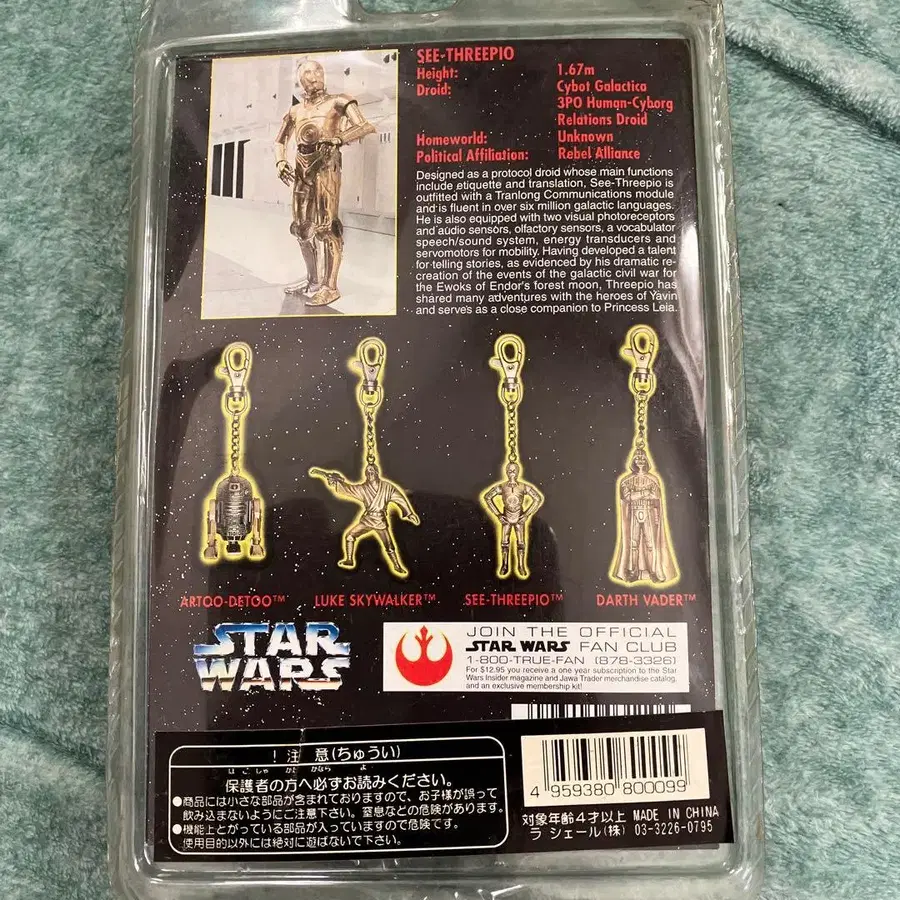 SEE-THREEPIO
Height: 1.67m
Droid: Cybot Galactica
3PO Human-Cyborg
Relations Droid
Homeworld: Unknown
Political Affiliation: Rebel Alliance
Designed as a protocol droid whose main functions
include etiquette and translation, See-Threepio is
outfitted with a Tranlong Communications module
and is fluent in over six million galactic languages.
He is also equipped with two visual photoreceptors
and audio sensors, olfactory sensors, a vocabulator
speech/sound system, energy transducers and
servomotors for mobility. Having developed a talent
for telling stories, as evidenced by his dramatic re-
creation of the events of the galactic civil war for
the Ewoks of Endor's forest moon, Threepio has
shared many adventures with the heroes of Yavin
and serves as a close companion to Princess Leia.
ARTOO-DETOO™ LUKE SKYWALKER™ SEE-THREEPIO™ DARTH VADER™
STAR
WARS
JOIN THE OFFICIAL
STAR WARS FAN CLUB
1-800-TRUE-FAN (878-3326)
For $12.95 you receive a one year subscription to the Star
Wars Insider magazine and Jawa Trader merchandise catalog,
and an exclusive membership kit!
!注意(ちゅうい)
ほごしゃ かた かなら よ
保護者の方へ必ずお読みください。
●商品には小さな部品が含まれておりますので、お子様が誤って
飲み込まないようにご注意下さい。窒息などの危険があります。
●機能上とがっている部品が入っていますので危険です。
使用目的以外には絶対に遊ばないで下さい。
4 959380 800099
対象年齢4才以上 MADE IN CHINA
ラ シェール(株) 03-3226-0795